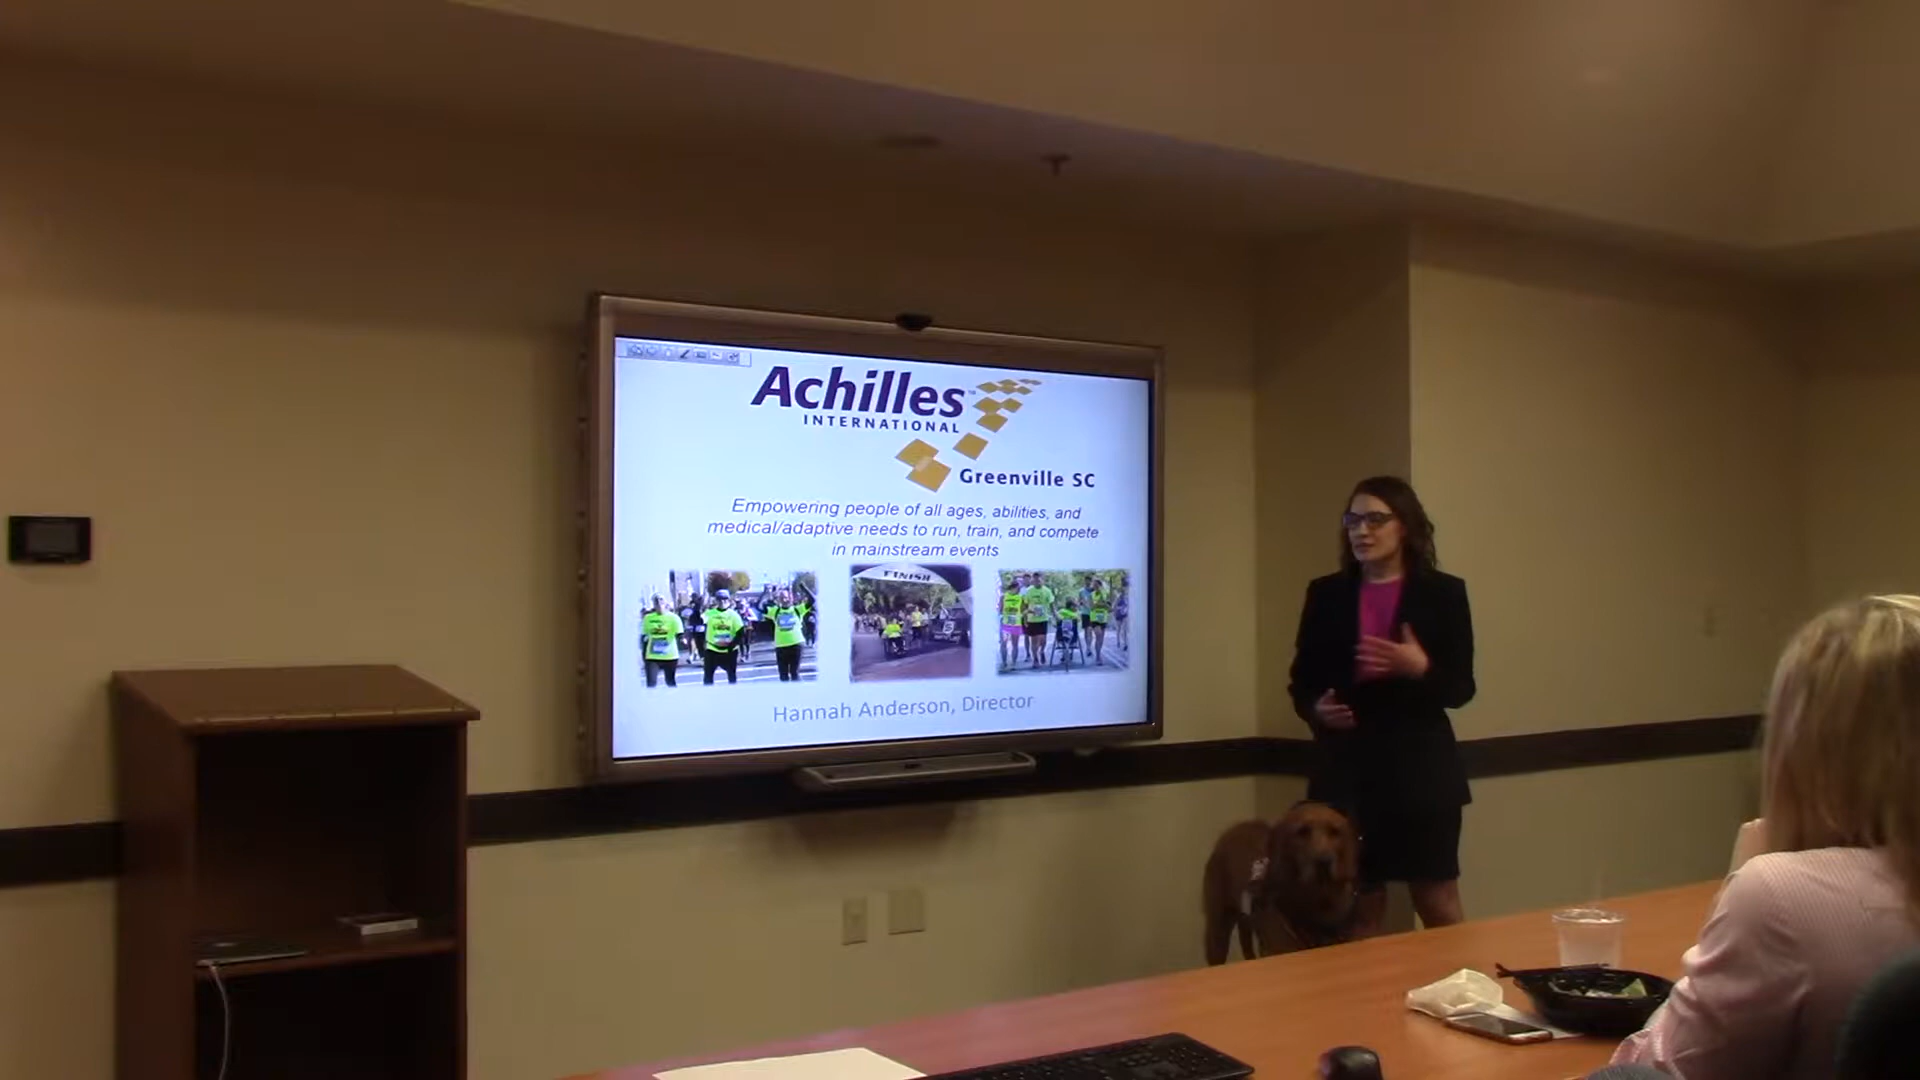 Achilles™
INTERNATIONAL
Greenville SC
Empowering people of all ages, abilities, and
medical/adaptive needs to run, train, and compete
in mainstream events
FINISH
Hannah Anderson, Director